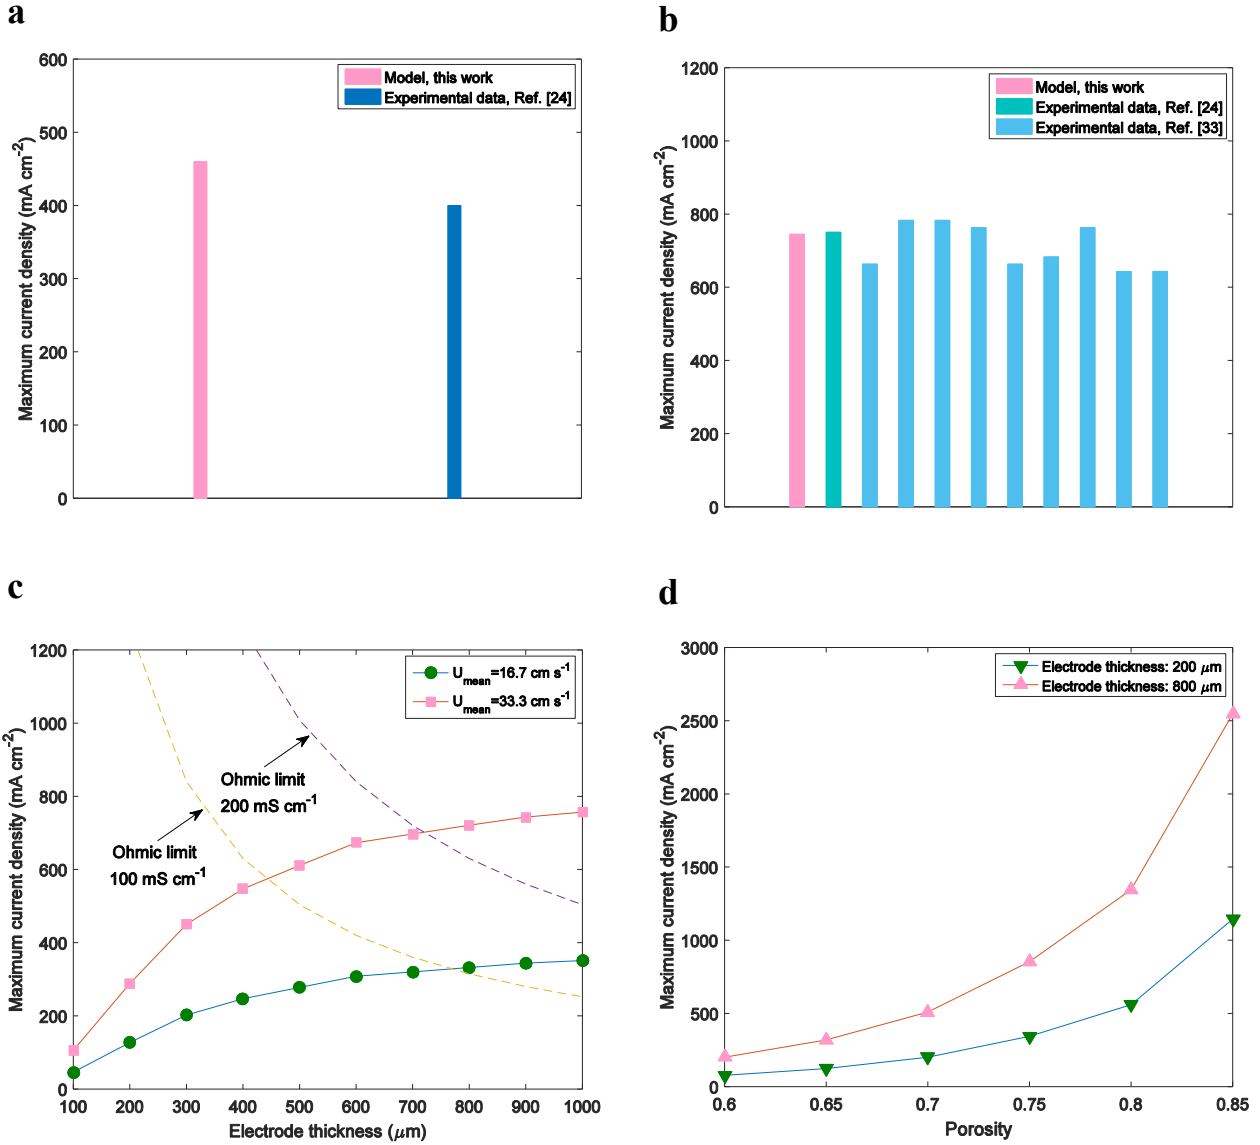 a
600
500
400
300
200
100
0
Maximum current density (mA cm-2)
Model, this work
Experimental data, Ref. [24]
b
1200
1000
800
600
400
200
0
Maximum current density (mA cm-2)
Model, this work
Experimental data, Ref. [24]
Experimental data, Ref. [33]
c
1200
1000
800
600
400
200
0
Maximum current density (mA cm-2)
Umean=16.7 cm s-1
Umean=33.3 cm s-1
Ohmic limit
200 mS cm-1
Ohmic limit
100 mS cm-1
100 200 300 400 500 600 700 800 900 1000
Electrode thickness (μm)
d
3000
2500
2000
1500
1000
500
0
Maximum current density (mA cm-2)
Electrode thickness: 200 μm
Electrode thickness: 800 μm
0.6 0.65 0.7 0.75 0.8 0.85
Porosity